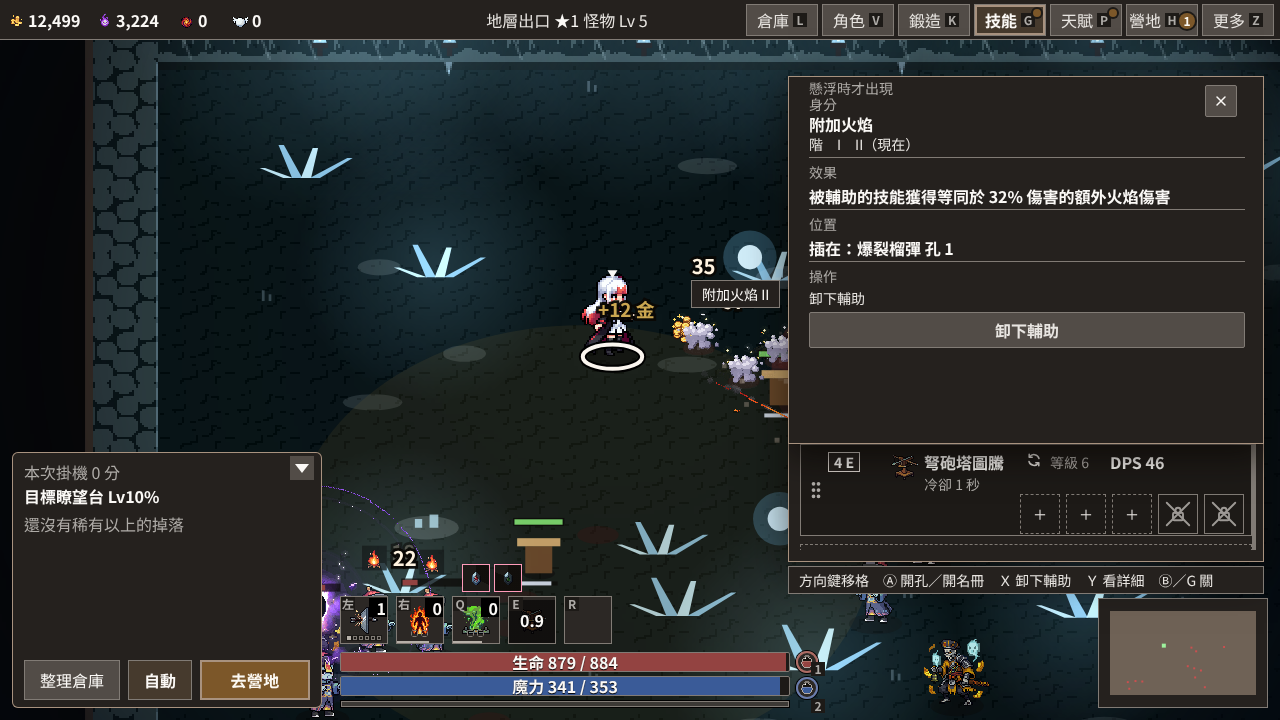 12,499 3,224 0 0
地層出口 ★1 怪物 Lv 5
倉庫 L
角色 V
鍛造 K
技能 G
天賦 P
營地 H 1
更多 Z
懸浮時才出現
身分
附加火焰
階 I II（現在）
效果
被輔助的技能獲得等同於 32% 傷害的額外火焰傷害
位置
插在：爆裂榴彈 孔 1
操作
卸下輔助
卸下輔助
35
附加火焰 II
+12 金
4 E
弩砲塔圖騰
等級 6
DPS 46
冷卻 1 秒
方向鍵移格 Ⓐ 開孔／開名冊 X 卸下輔助 Y 看詳細 Ⓑ／G 關
本次掛機 0 分
目標瞭望台 Lv10%
還沒有稀有以上的掉落
整理倉庫
自動
去營地
22
左 1
右 0
Q 0
E 0.9
R
生命 879 / 884
1
魔力 341 / 353
2